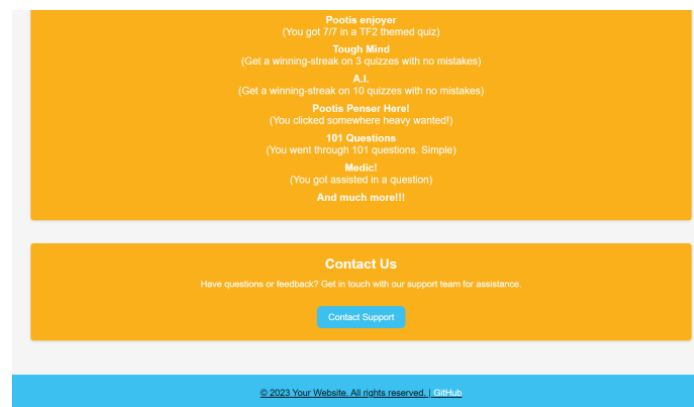 Pootis enjoyer
(You got 7/7 in a TF2 themed quiz)
Tough Mind
(Get a winning-streak on 3 quizzes with no mistakes)
A.I.
(Get a winning-streak on 10 quizzes with no mistakes)
Pootis Penser Here!
(You clicked somewhere heavy wanted!)
101 Questions
(You went through 101 questions. Simple)
Medic!
(You got assisted in a question)
And much more!!!
Contact Us
Have questions or feedback? Get in touch with our support team for assistance.
Contact Support
© 2023 Your Website. All rights reserved. | GitHub